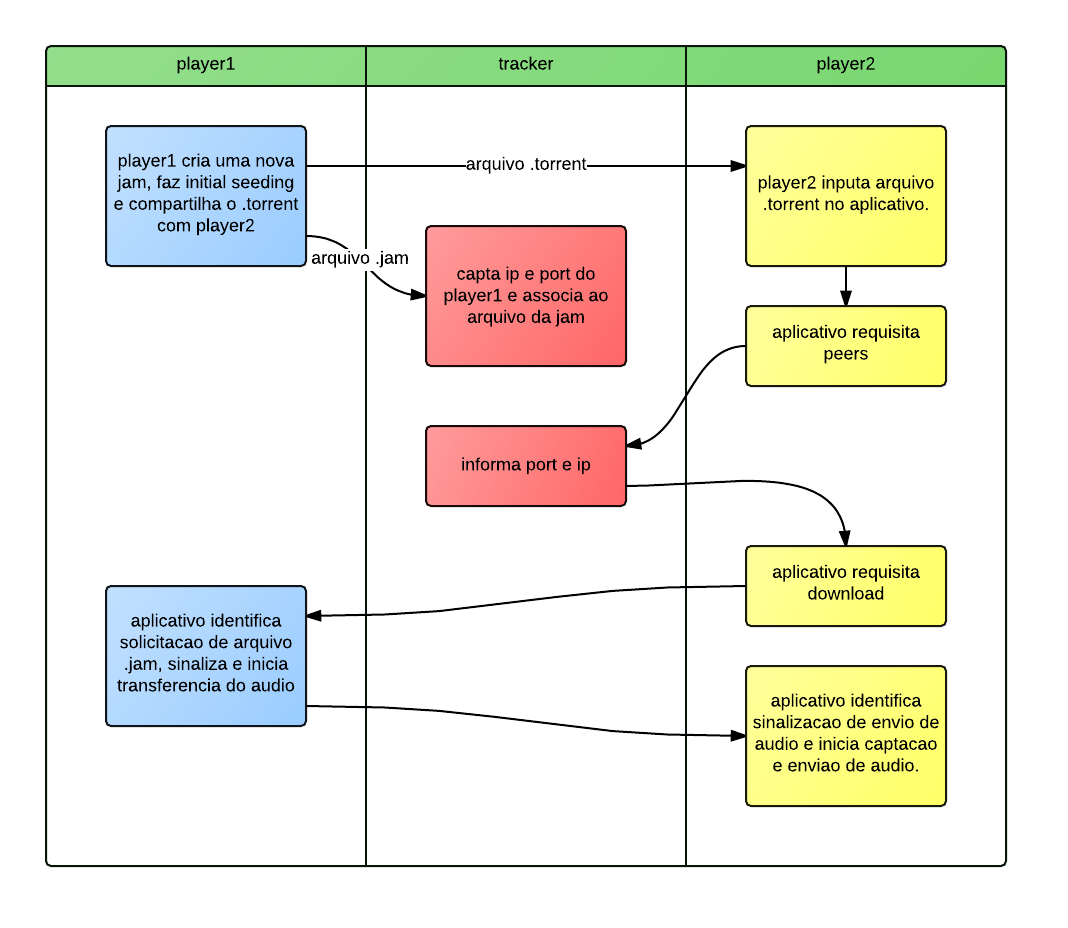 player1
tracker
player2
player1 cria uma nova
jam, faz initial seeding
e compartilha o .torrent
com player2
arquivo .torrent
player2 inputa arquivo
.torrent no aplicativo.
arquivo .jam
capta ip e port do
player1 e associa ao
arquivo da jam
aplicativo requisita
peers
informa port e ip
aplicativo requisita
download
aplicativo identifica
solicitacao de arquivo
.jam, sinaliza e inicia
transferencia do audio
aplicativo identifica
sinalizacao de envio de
audio e inicia captacao
e enviao de audio.